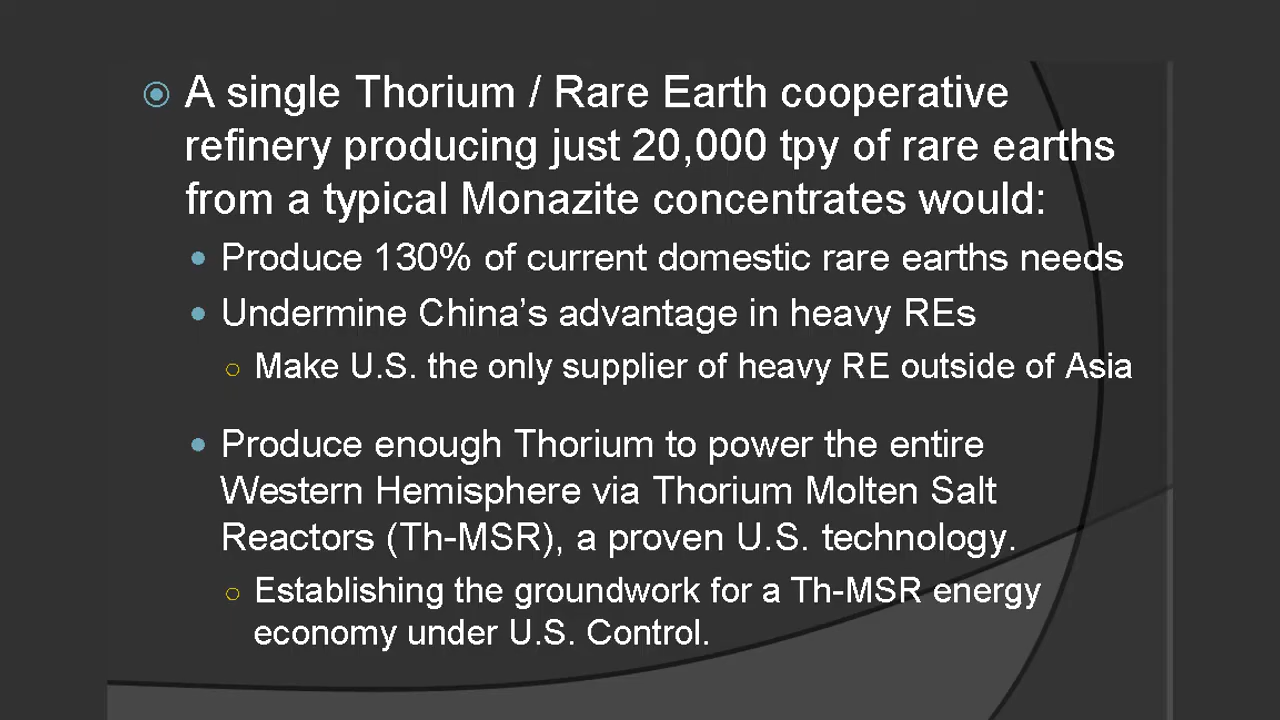 A single Thorium / Rare Earth cooperative
refinery producing just 20,000 tpy of rare earths
from a typical Monazite concentrates would:
Produce 130% of current domestic rare earths needs
Undermine China's advantage in heavy REs
Make U.S. the only supplier of heavy RE outside of Asia
Produce enough Thorium to power the entire
Western Hemisphere via Thorium Molten Salt
Reactors (Th-MSR), a proven U.S. technology.
Establishing the groundwork for a Th-MSR energy
economy under U.S. Control.